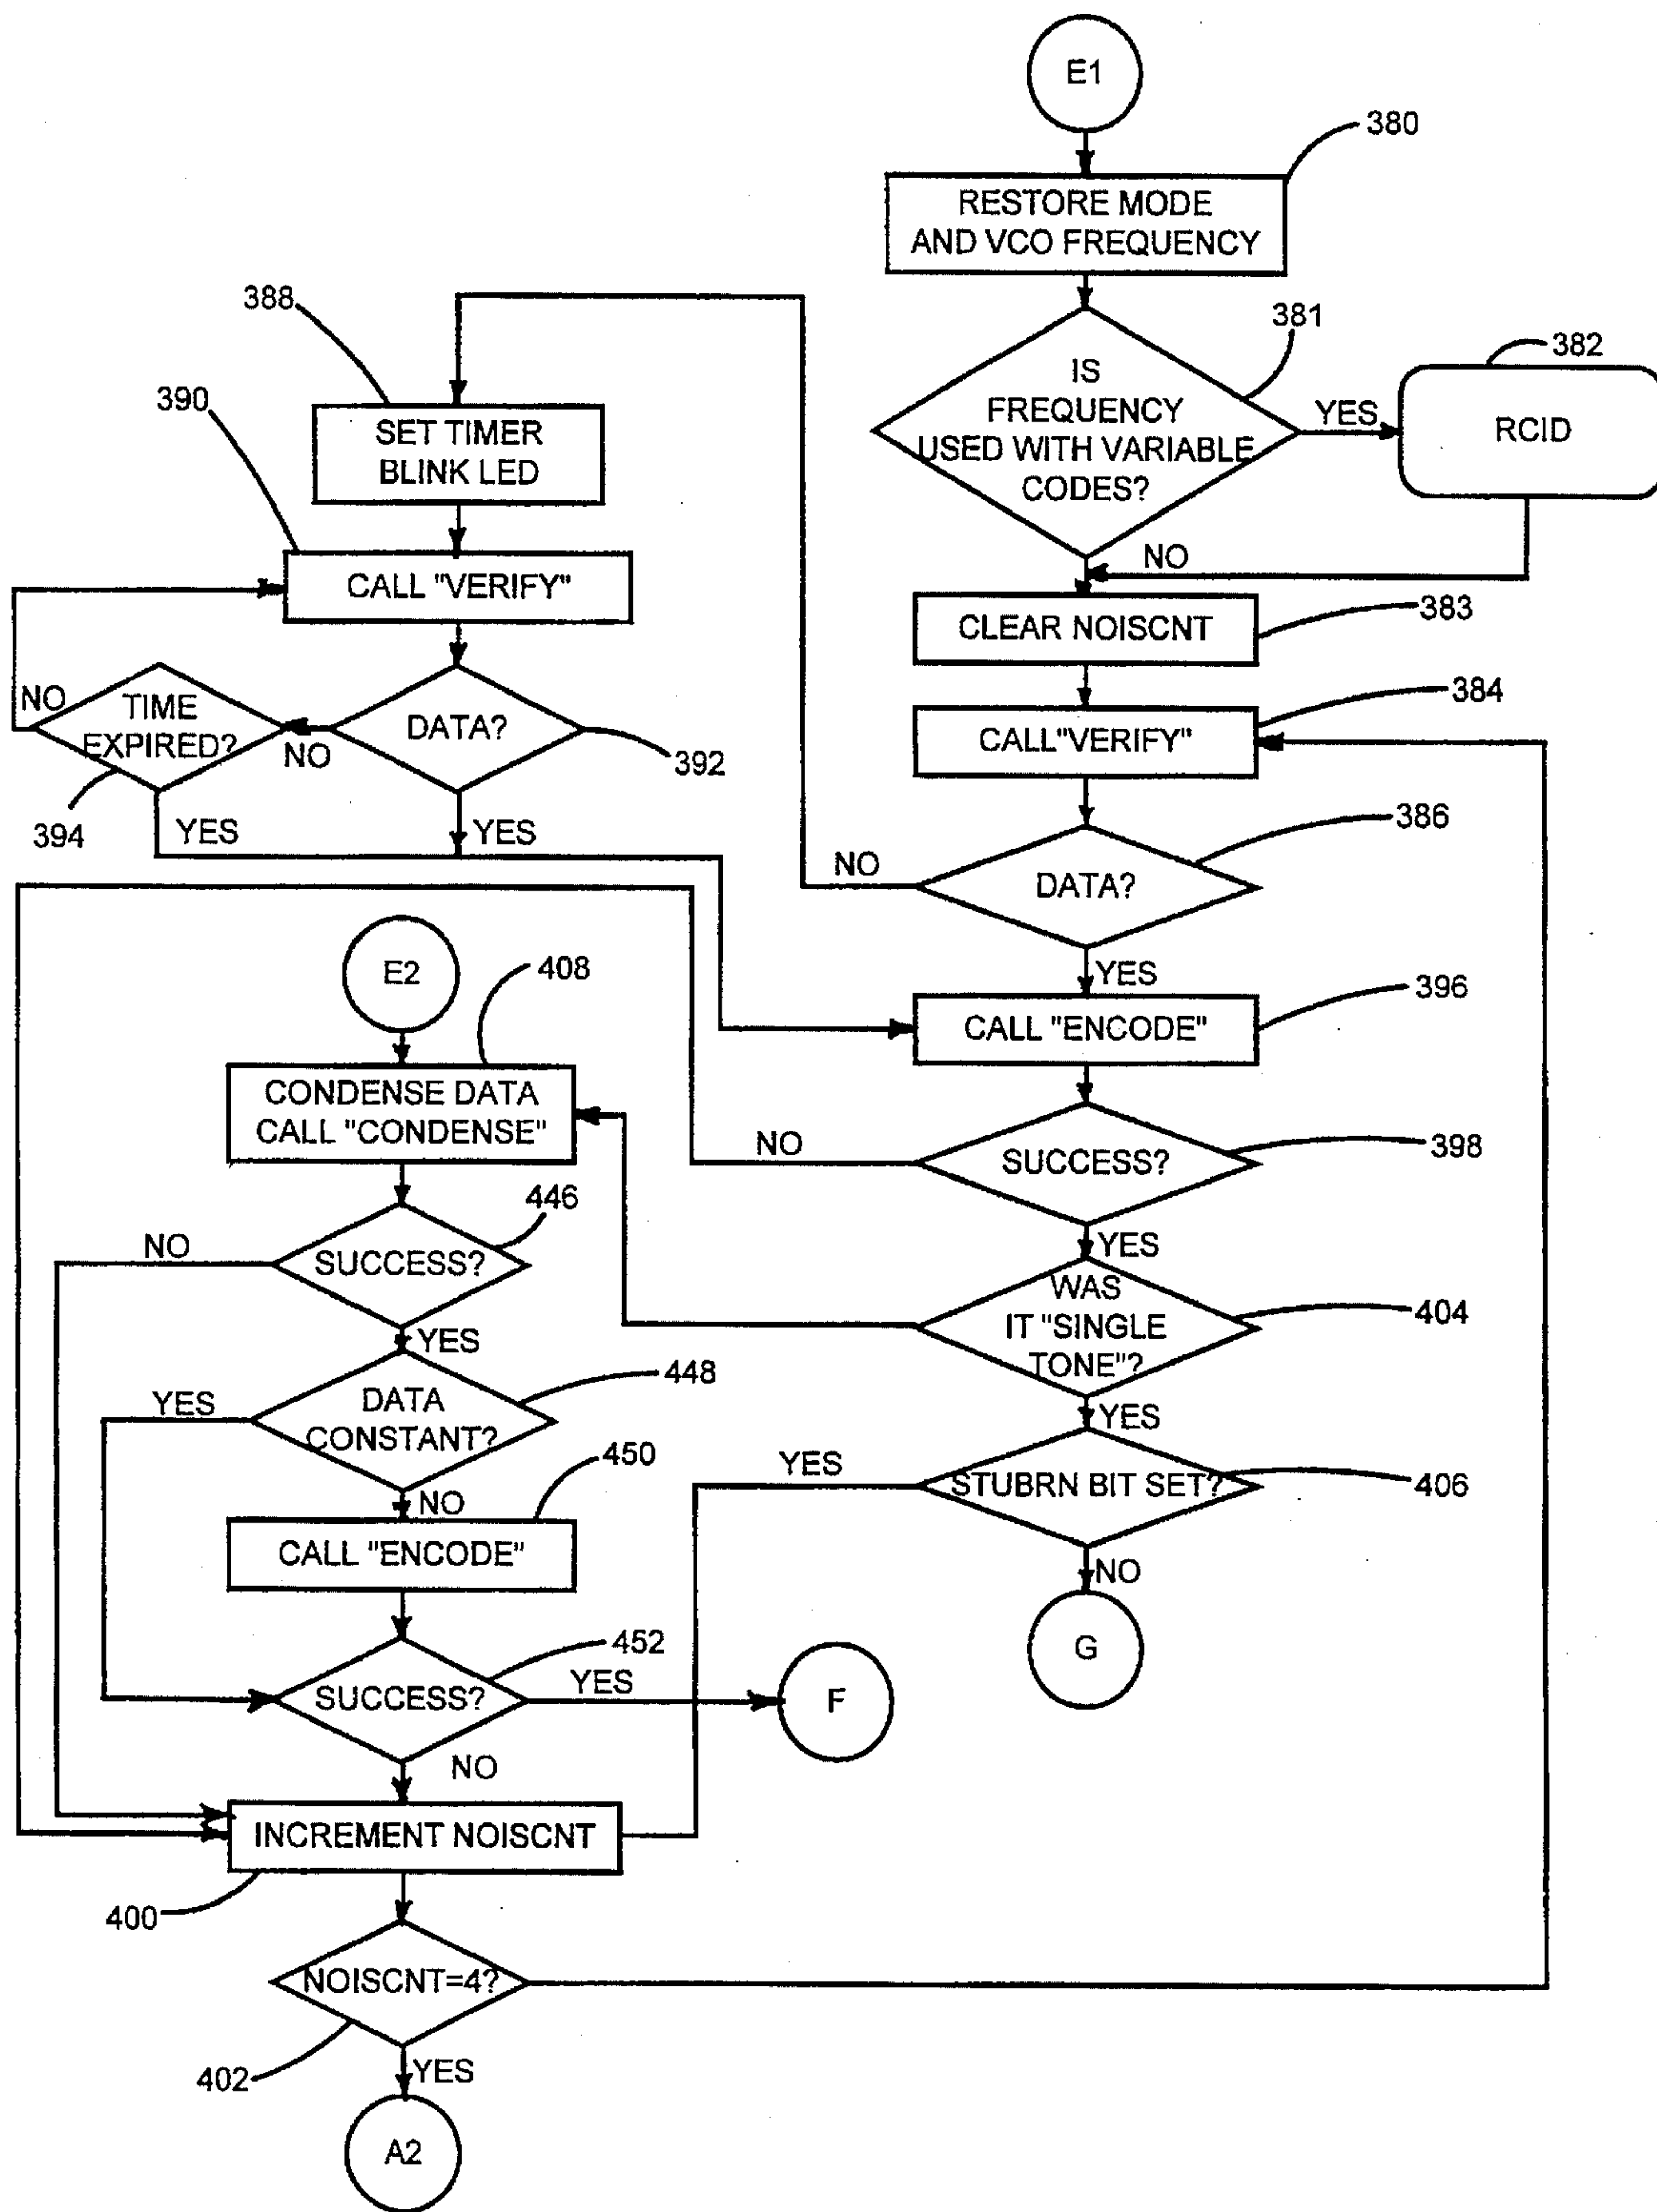 E1
380
RESTORE MODE
AND VCO FREQUENCY
388
381
382
IS
FREQUENCY
USED WITH VARIABLE
CODES?
YES
RCID
390
SET TIMER
BLINK LED
NO
CALL "VERIFY"
CLEAR NOISCNT
383
384
NO
TIME
EXPIRED?
NO
DATA?
392
CALL"VERIFY"
394
YES
YES
386
NO
DATA?
E2
408
YES
396
CALL "ENCODE"
CONDENSE DATA
CALL "CONDENSE"
NO
SUCCESS?
398
446
NO
SUCCESS?
YES
WAS
IT "SINGLE
TONE"?
404
YES
448
YES
DATA
CONSTANT?
YES
450
YES
STUBRN BIT SET?
406
NO
CALL "ENCODE"
NO
G
452
SUCCESS?
YES
F
NO
INCREMENT NOISCNT
400
NOISCNT=4?
402
YES
A2